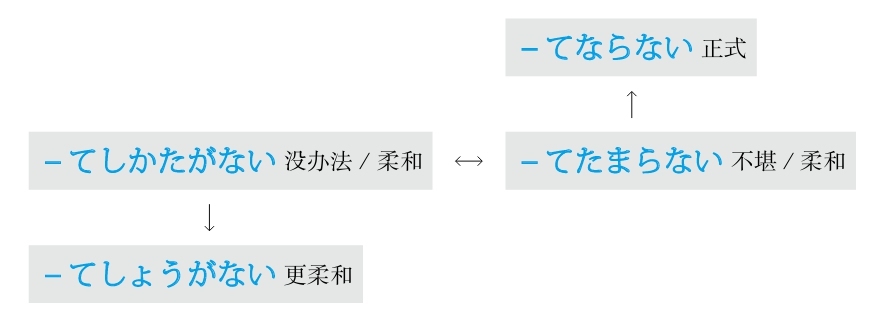 －てならない 正式
－てしかたがない 没办法 / 柔和
－てたまらない 不堪 / 柔和
－てしょうがない 更柔和